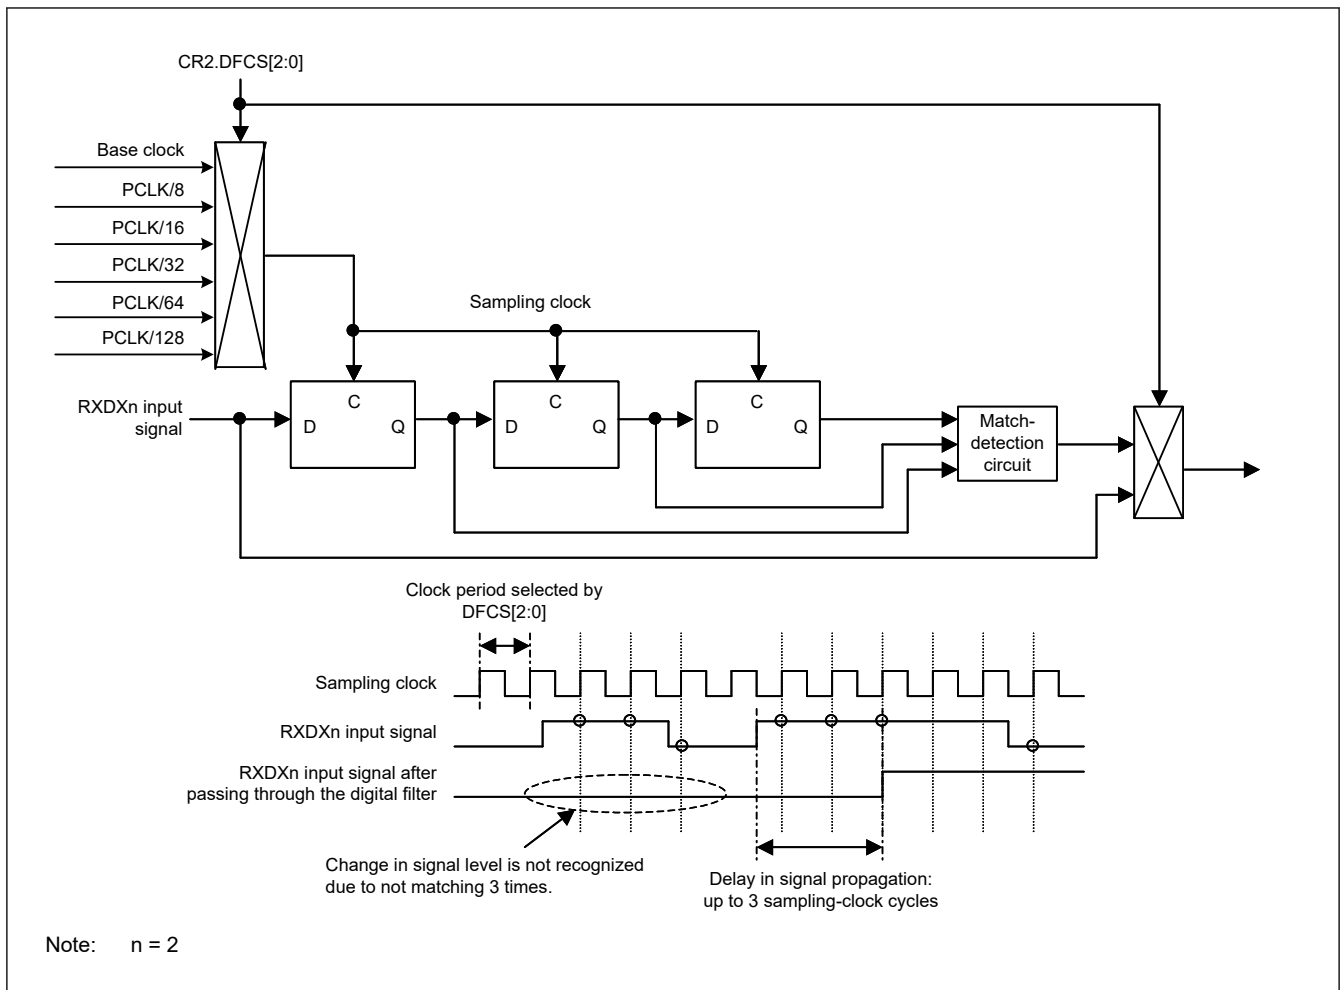 CR2.DFCS[2:0]
Base clock
PCLK/8
PCLK/16
PCLK/32
PCLK/64
PCLK/128
Sampling clock
RXDXn input
signal
C
D
Q
C
D
Q
C
D
Q
Match-
detection
circuit
Clock period selected by
DFCS[2:0]
Sampling clock
RXDXn input signal
RXDXn input signal after
passing through the digital filter
Change in signal level is not recognized
due to not matching 3 times.
Delay in signal propagation:
up to 3 sampling-clock cycles
Note: n = 2